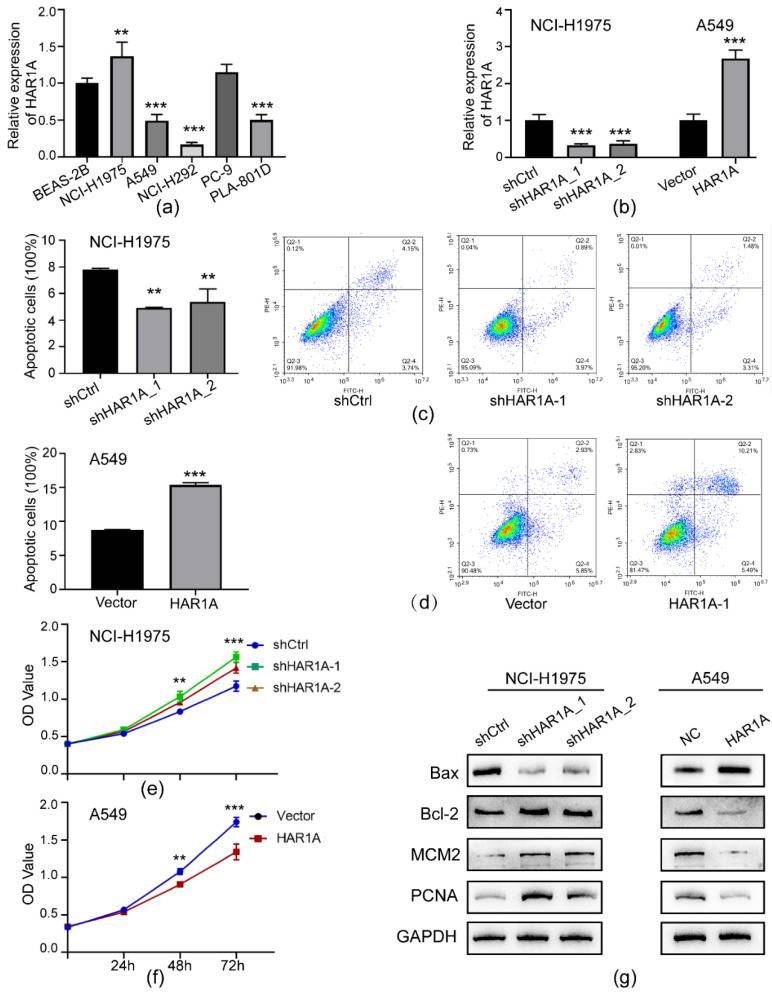 Relative expression
of HAR1A
2.0
1.5
1.0
0.5
0.0
**
***
***
***
BEAS-2B
NCI-H1975
A549
NCI-H292
PC-9
PLA-801D
(a)
Relative expression
of HAR1A
4
3
2
1
0
NCI-H1975
A549
***
***
***
shCtrl
shHAR1A_1
shHAR1A_2
Vector
HAR1A
(b)
Apoptotic cells (100%)
10
8
6
4
2
0
NCI-H1975
**
**
shCtrl
shHAR1A_1
shHAR1A_2
Q2-1
0.12%
Q2-2
4.15%
Q2-3
91.98%
Q2-4
3.74%
PE-H
FITC-H
shCtrl
Q2-1
0.04%
Q2-2
0.89%
Q2-3
95.09%
Q2-4
3.97%
PE-H
FITC-H
shHAR1A-1
Q2-1
0.01%
Q2-2
1.48%
Q2-3
95.20%
Q2-4
3.31%
PE-H
FITC-H
shHAR1A-2
(c)
Apoptotic cells (100%)
20
15
10
5
0
A549
***
Vector
HAR1A
Q2-1
0.73%
Q2-2
2.93%
Q2-3
90.48%
Q2-4
5.85%
PE-H
FITC-H
Vector
Q2-1
2.83%
Q2-2
10.21%
Q2-3
81.47%
Q2-4
5.49%
PE-H
FITC-H
HAR1A-1
(d)
NCI-H1975
OD Value
2.0
1.5
1.0
0.5
0.0
**
***
shCtrl
shHAR1A-1
shHAR1A-2
(e)
A549
OD Value
2.0
1.5
1.0
0.5
0.0
**
***
Vector
HAR1A
24h
48h
72h
(f)
NCI-H1975
A549
shCtrl
shHAR1A_1
shHAR1A_2
NC
HAR1A
Bax
Bcl-2
MCM2
PCNA
GAPDH
(g)